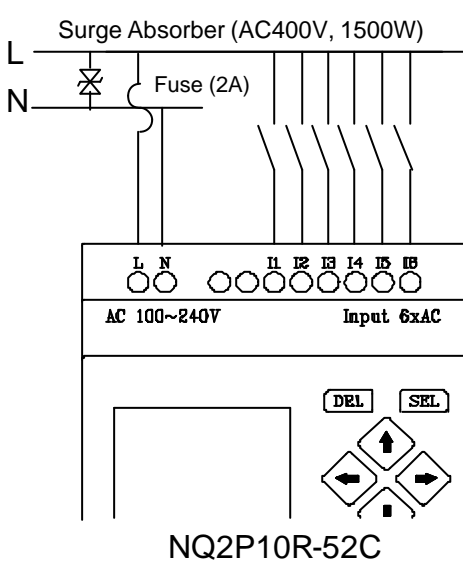 Surge Absorber (AC400V, 1500W)
L
N
Fuse (2A)
L N I1 I2 I3 I4 I5 I6
AC 100~240V Input 6xAC
DEL SEL
NQ2P10R-52C